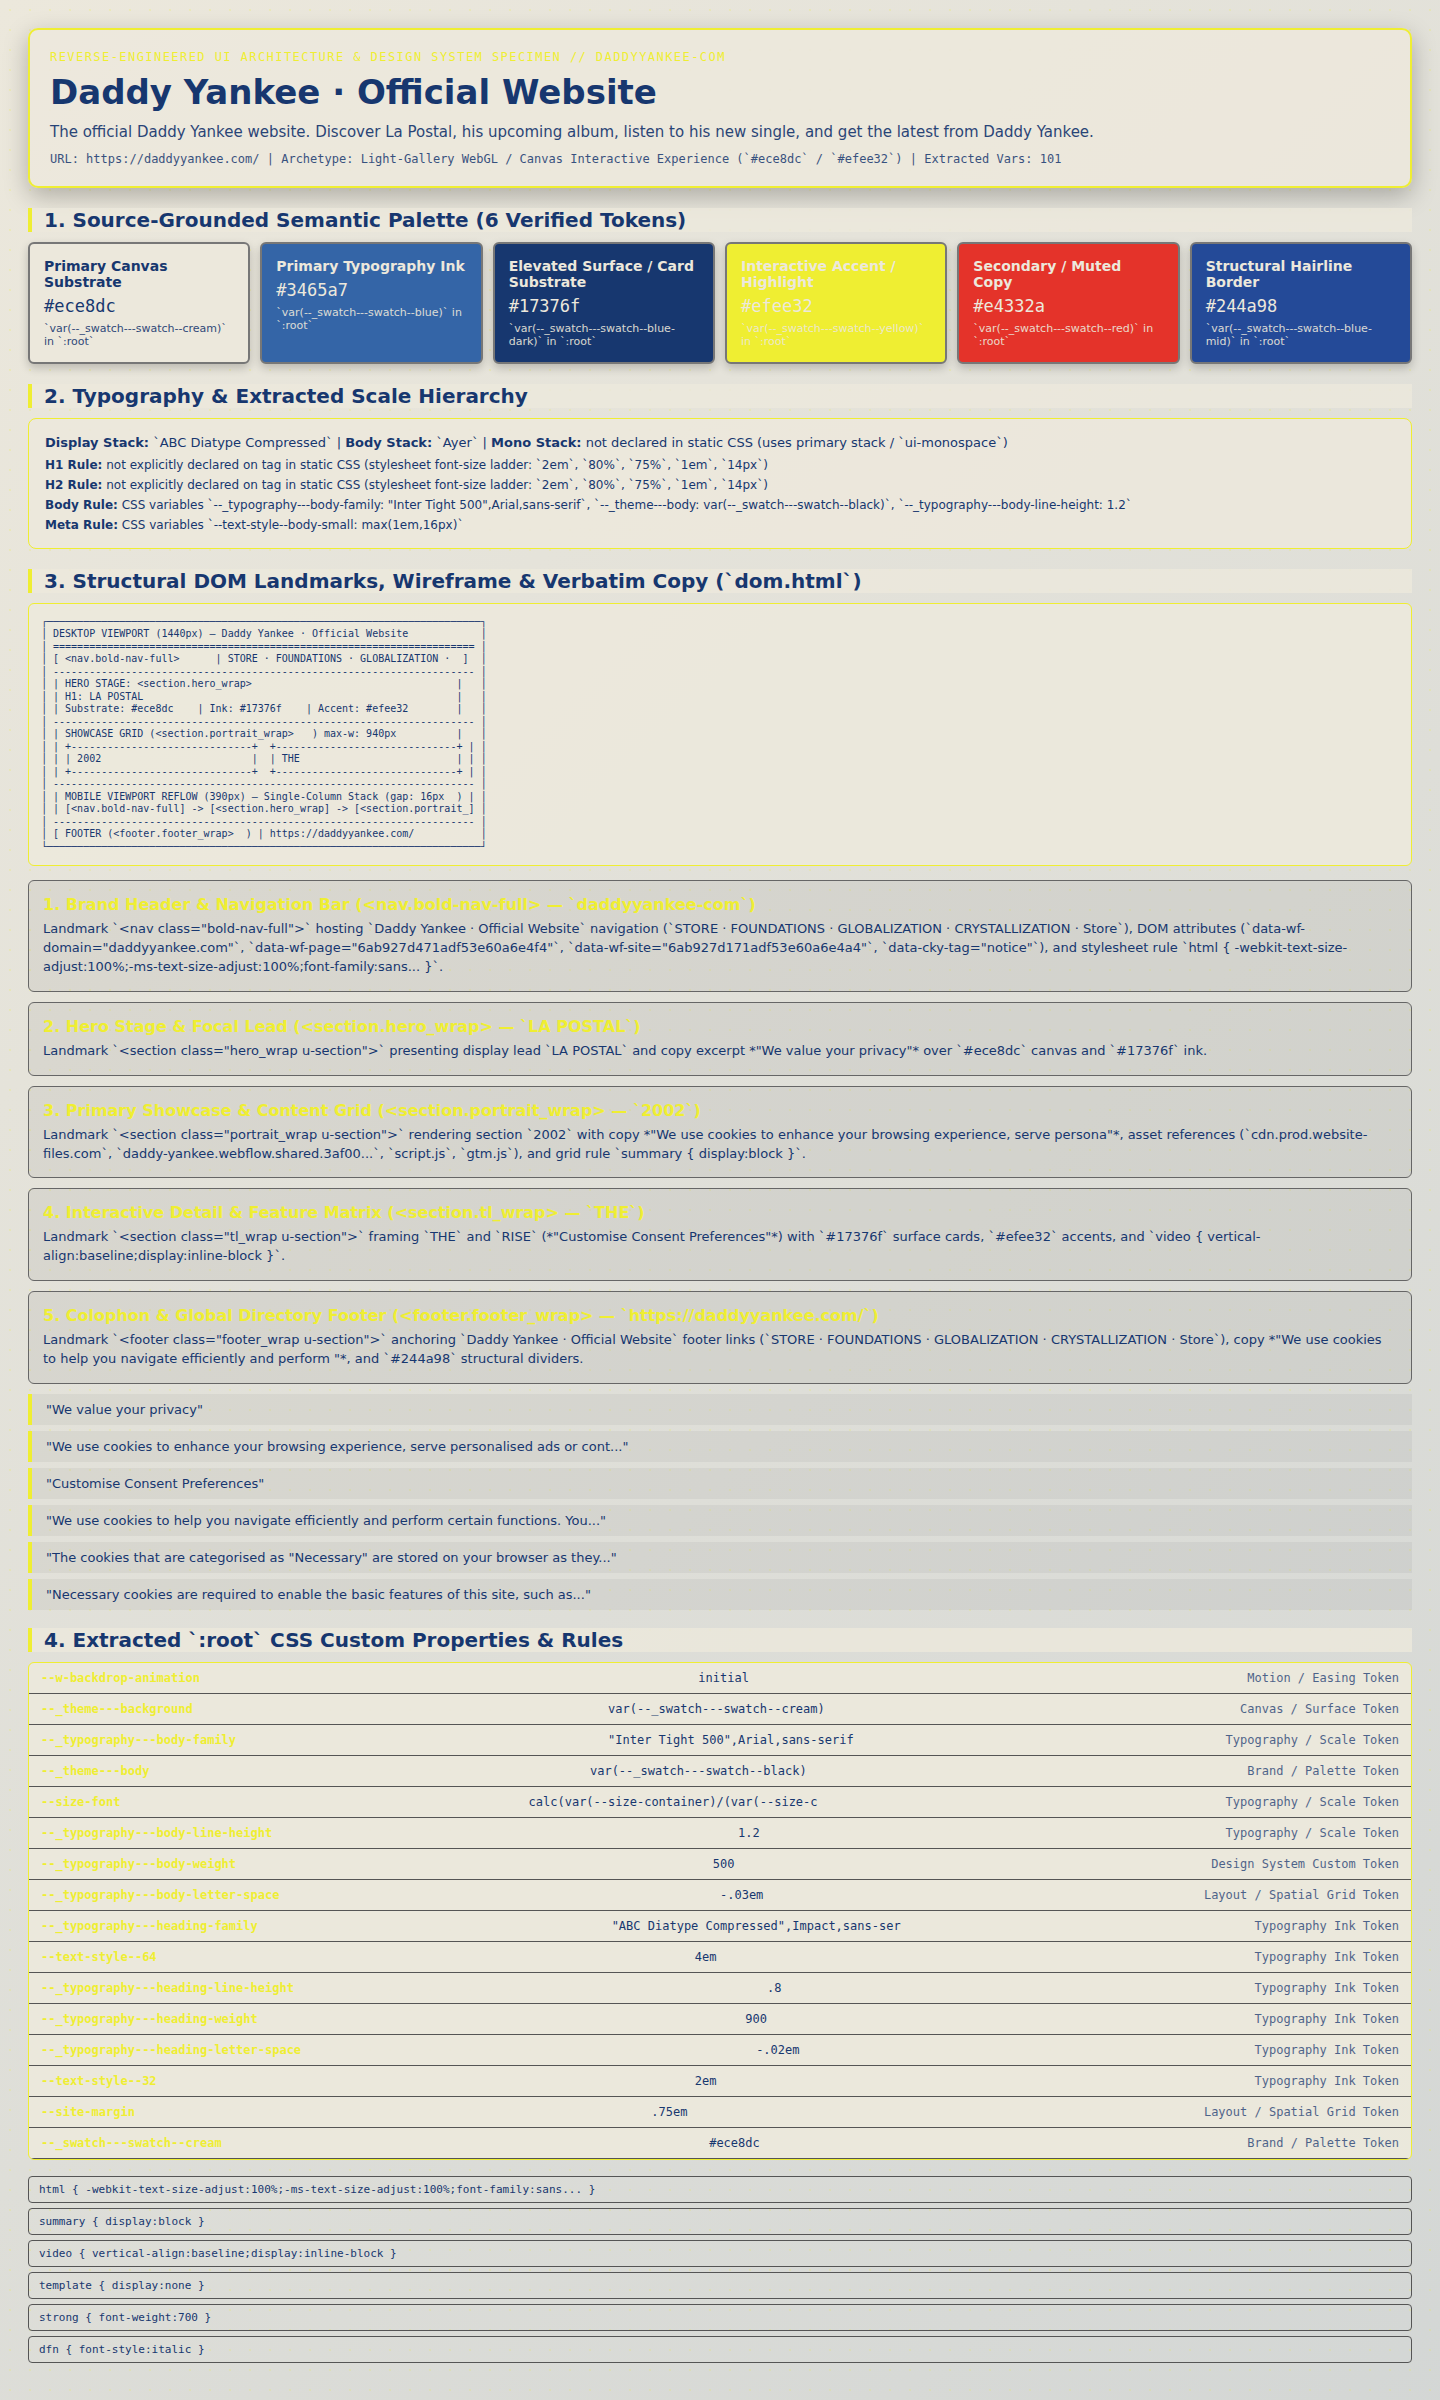 REVERSE-ENGINEERED UI ARCHITECTURE & DESIGN SYSTEM SPECIMEN // DADDYYANKEE-COM
Daddy Yankee · Official Website
The official Daddy Yankee website. Discover La Postal, his upcoming album, listen to his new single, and get the latest from Daddy Yankee.
URL: https://daddyyankee.com/ | Archetype: Light-Gallery WebGL / Canvas Interactive Experience (`#ece8dc` / `#efee32`) | Extracted Vars: 101
1. Source-Grounded Semantic Palette (6 Verified Tokens)
Primary Canvas
Substrate
#ece8dc
`var(--_swatch---swatch--cream)`
in `:root`
Primary Typography Ink
#3465a7
`var(--_swatch---swatch--blue)` in
`:root`
Elevated Surface / Card
Substrate
#17376f
`var(--_swatch---swatch--blue-
dark)` in `:root`
Interactive Accent /
Highlight
#efee32
`var(--_swatch---swatch--yellow)`
in `:root`
Secondary / Muted
Copy
#e4332a
`var(--_swatch---swatch--red)` in
`:root`
Structural Hairline
Border
#244a98
`var(--_swatch---swatch--blue-
mid)` in `:root`
2. Typography & Extracted Scale Hierarchy
Display Stack: `ABC Diatype Compressed` | Body Stack: `Ayer` | Mono Stack: not declared in static CSS (uses primary stack / `ui-monospace`)
H1 Rule: not explicitly declared on tag in static CSS (stylesheet font-size ladder: `2em`, `80%`, `75%`, `1em`, `14px`)
H2 Rule: not explicitly declared on tag in static CSS (stylesheet font-size ladder: `2em`, `80%`, `75%`, `1em`, `14px`)
Body Rule: CSS variables `--_typography---body-family: "Inter Tight 500",Arial,sans-serif`, `--_theme---body: var(--_swatch---swatch--black)`, `--_typography---body-line-height: 1.2`
Meta Rule: CSS variables `--text-style--body-small: max(1em,16px)`
3. Structural DOM Landmarks, Wireframe & Verbatim Copy (`dom.html`)
DESKTOP VIEWPORT (1440px) — Daddy Yankee · Official Website
======================================================================
[ <nav.bold-nav-full>      | STORE · FOUNDATIONS · GLOBALIZATION ·  ]
----------------------------------------------------------------------
| HERO STAGE: <section.hero_wrap>                                  |
| H1: LA POSTAL                                                    |
| Substrate: #ece8dc    | Ink: #17376f    | Accent: #efee32        |
----------------------------------------------------------------------
| SHOWCASE GRID (<section.portrait_wrap>   ) max-w: 940px          |
| +------------------------------+  +------------------------------+ |
| | 2002                         |  | THE                          | |
| +------------------------------+  +------------------------------+ |
----------------------------------------------------------------------
| MOBILE VIEWPORT REFLOW (390px) — Single-Column Stack (gap: 16px  ) |
| [<nav.bold-nav-full] -> [<section.hero_wrap] -> [<section.portrait_]
----------------------------------------------------------------------
[ FOOTER (<footer.footer_wrap>  ) | https://daddyyankee.com/
1. Brand Header & Navigation Bar (<nav.bold-nav-full> — `daddyyankee-com`)
Landmark `<nav class="bold-nav-full">` hosting `Daddy Yankee · Official Website` navigation (`STORE · FOUNDATIONS · GLOBALIZATION · CRYSTALLIZATION · Store`), DOM attributes (`data-wf-
domain="daddyyankee.com"`, `data-wf-page="6ab927d471adf53e60a6e4f4"`, `data-wf-site="6ab927d171adf53e60a6e4a4"`, `data-cky-tag="notice"`), and stylesheet rule `html { -webkit-text-size-
adjust:100%;-ms-text-size-adjust:100%;font-family:sans... }`.
2. Hero Stage & Focal Lead (<section.hero_wrap> — `LA POSTAL`)
Landmark `<section class="hero_wrap u-section">` presenting display lead `LA POSTAL` and copy excerpt *"We value your privacy"* over `#ece8dc` canvas and `#17376f` ink.
3. Primary Showcase & Content Grid (<section.portrait_wrap> — `2002`)
Landmark `<section class="portrait_wrap u-section">` rendering section `2002` with copy *"We use cookies to enhance your browsing experience, serve persona"*, asset references (`cdn.prod.website-
files.com`, `daddy-yankee.webflow.shared.3af00...`, `script.js`, `gtm.js`), and grid rule `summary { display:block }`.
4. Interactive Detail & Feature Matrix (<section.tl_wrap> — `THE`)
Landmark `<section class="tl_wrap u-section">` framing `THE` and `RISE` (*"Customise Consent Preferences"*) with `#17376f` surface cards, `#efee32` accents, and `video { vertical-
align:baseline;display:inline-block }`.
5. Colophon & Global Directory Footer (<footer.footer_wrap> — `https://daddyyankee.com/`)
Landmark `<footer class="footer_wrap u-section">` anchoring `Daddy Yankee · Official Website` footer links (`STORE · FOUNDATIONS · GLOBALIZATION · CRYSTALLIZATION · Store`), copy *"We use cookies
to help you navigate efficiently and perform "*, and `#244a98` structural dividers.
"We value your privacy"
"We use cookies to enhance your browsing experience, serve personalised ads or cont..."
"Customise Consent Preferences"
"We use cookies to help you navigate efficiently and perform certain functions. You..."
"The cookies that are categorised as "Necessary" are stored on your browser as they..."
"Necessary cookies are required to enable the basic features of this site, such as..."
4. Extracted `:root` CSS Custom Properties & Rules
--w-backdrop-animation initial Motion / Easing Token
--_theme---background var(--_swatch---swatch--cream) Canvas / Surface Token
--_typography---body-family "Inter Tight 500",Arial,sans-serif Typography / Scale Token
--_theme---body var(--_swatch---swatch--black) Brand / Palette Token
--size-font calc(var(--size-container)/(var(--size-c Typography / Scale Token
--_typography---body-line-height 1.2 Typography / Scale Token
--_typography---body-weight 500 Design System Custom Token
--_typography---body-letter-space -.03em Layout / Spatial Grid Token
--_typography---heading-family "ABC Diatype Compressed",Impact,sans-ser Typography Ink Token
--text-style--64 4em Typography Ink Token
--_typography---heading-line-height .8 Typography Ink Token
--_typography---heading-weight 900 Typography Ink Token
--_typography---heading-letter-space -.02em Typography Ink Token
--text-style--32 2em Typography Ink Token
--site-margin .75em Layout / Spatial Grid Token
--_swatch---swatch--cream #ece8dc Brand / Palette Token
html { -webkit-text-size-adjust:100%;-ms-text-size-adjust:100%;font-family:sans... }
summary { display:block }
video { vertical-align:baseline;display:inline-block }
template { display:none }
strong { font-weight:700 }
dfn { font-style:italic }